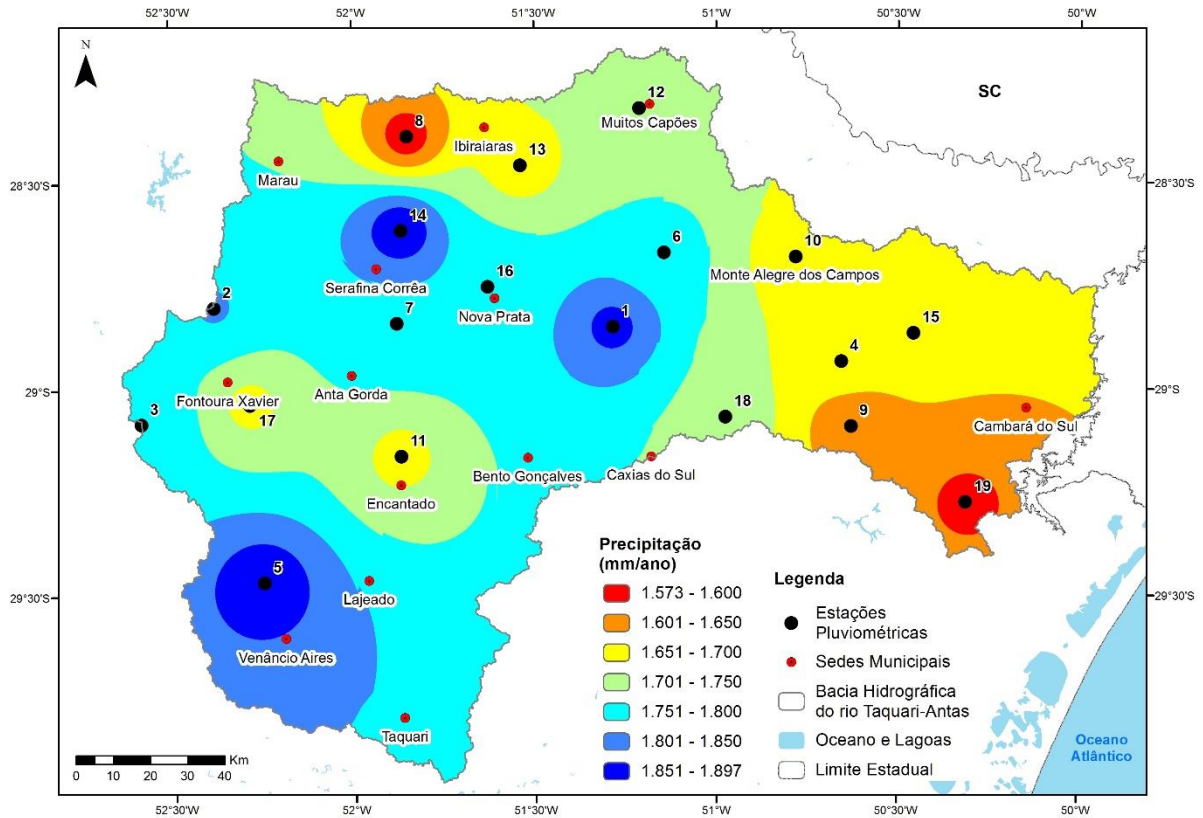 52°30'W 52°W 51°30'W 51°W 50°30'W 50°W
N
SC
12
Muitos Capões
8
Ibiraiaras
13
Marau
28°30'S 28°30'S
14
6
10
Monte Alegre dos Campos
Serafina Corrêa
16
Nova Prata
2
7
1
15
4
29°S 29°S
Fontoura Xavier
17
Anta Gorda
3
18
9
Cambará do Sul
11
Encantado
Bento Gonçalves
Caxias do Sul
19
5
Lajeado
Venâncio Aires
Taquari
29°30'S 29°30'S
Precipitação
(mm/ano)
1.573 - 1.600
1.601 - 1.650
1.651 - 1.700
1.701 - 1.750
1.751 - 1.800
1.801 - 1.850
1.851 - 1.897
Legenda
Estações
Pluviométricas
Sedes Municipais
Bacia Hidrográfica
do rio Taquari-Antas
Oceano e Lagoas
Limite Estadual
Oceano
Atlântico
Km
0 10 20 30 40
52°30'W 52°W 51°30'W 51°W 50°30'W 50°W